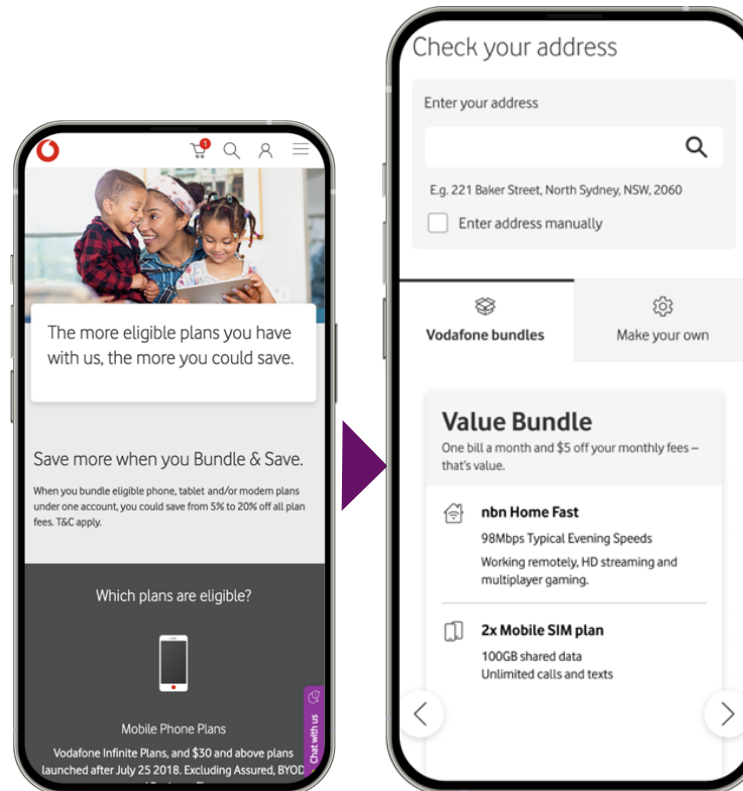 1
The more eligible plans you have
with us, the more you could save.
Save more when you Bundle & Save.
When you bundle eligible phone, tablet and/or modem plans
under one account, you could save from 5% to 20% off all plan
fees. T&C apply.
Which plans are eligible?
Mobile Phone Plans
Vodafone Infinite Plans, and $30 and above plans
launched after July 25 2018. Excluding Assured, BYOD
Chat with us
Check your address
Enter your address
E.g. 221 Baker Street, North Sydney, NSW, 2060
Enter address manually
Vodafone bundles
Make your own
Value Bundle
One bill a month and $5 off your monthly fees –
that's value.
nbn Home Fast
98Mbps Typical Evening Speeds
Working remotely, HD streaming and
multiplayer gaming.
2x Mobile SIM plan
100GB shared data
Unlimited calls and texts